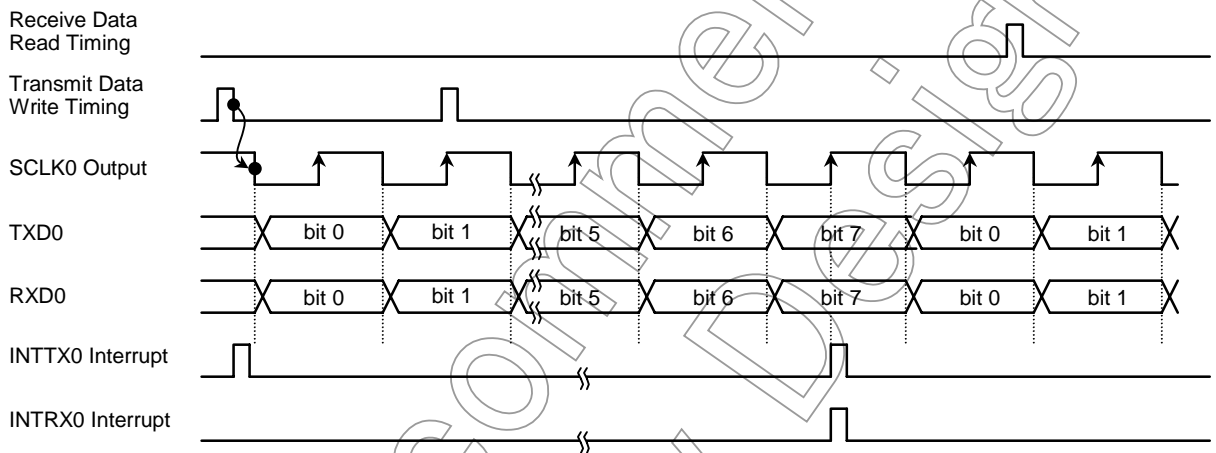 Receive Data
Read Timing
Transmit Data
Write Timing
SCLK0 Output
TXD0
bit 0
bit 1
bit 5
bit 6
bit 7
bit 0
bit 1
RXD0
bit 0
bit 1
bit 5
bit 6
bit 7
bit 0
bit 1
INTTX0 Interrupt
INTRX0 Interrupt